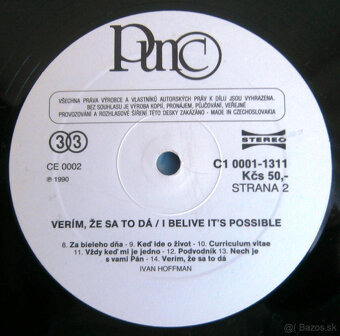 Punc
VŠECHNA PRÁVA VÝROBCE A VLASTNÍKŮ AUTORSKÝCH PRÁV K DÍLU JSOU VYHRAZENA.
BEZ SOUHLASU JE VÝROBA KOPIÍ, PRONÁJEM, PŮJČOVÁNÍ, VEŘEJNÉ
PROVOZOVÁNÍ A ROZHLASOVÉ ŠÍŘENÍ TÉTO DESKY ZAKÁZÁNO - MADE IN CZECHOSLOVAKIA
33
STEREO
CE 0002
C1 0001-1311
Ⓟ 1990
Kčs 50,-
STRANA 2
VERÍM, ŽE SA TO DÁ / I BELIVE IT'S POSSIBLE
8. Za bieleho dňa - 9. Keď ide o život - 10. Curriculum vitae
11. Vždy keď mi je jedno - 12. Podvodník - 13. Nech je
s vami Pán - 14. Verím, že sa to dá
IVAN HOFFMAN
Bazos.sk